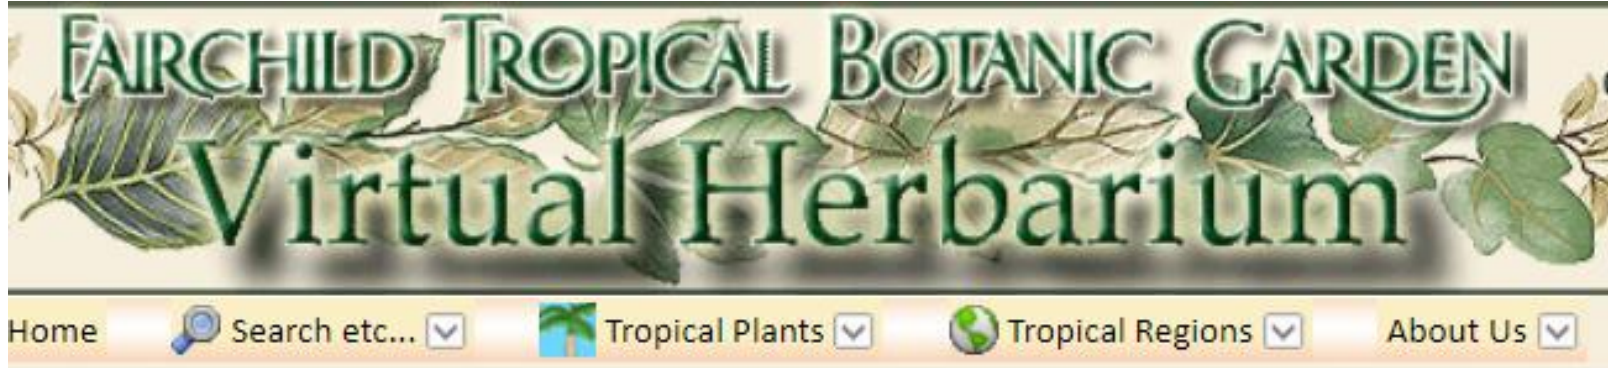 FAIRCHILD TROPICAL BOTANIC GARDEN
Virtual Herbarium
Home Search etc... Tropical Plants Tropical Regions About Us